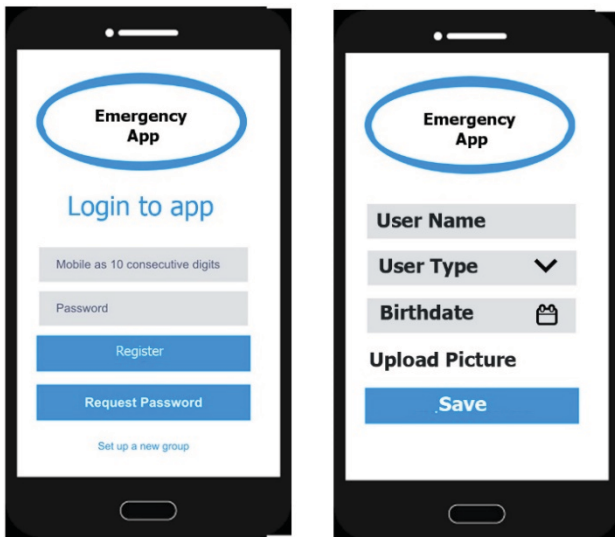 Emergency
App
Login to app
Mobile as 10 consecutive digits
Password
Register
Request Password
Set up a new group
Emergency
App
User Name
User Type
Birthdate
Upload Picture
.Save